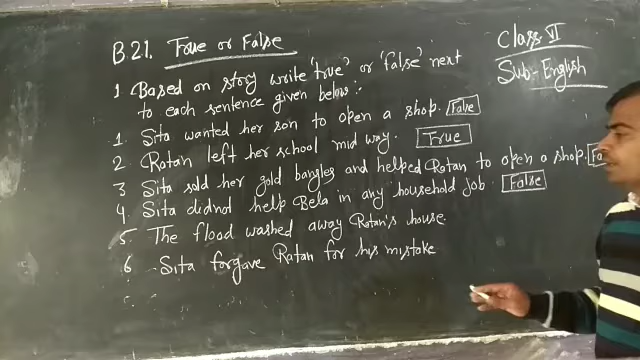 B 21. True or False
Class VI
Sub- English
1 Based on story write 'true' or 'false' next
to each sentence given below:
1. Sita wanted her son to open a shop. False
2 Ratan left her school mid way. True
3 Sita sold her gold bangles and helped Ratan to open a shop.
4 Sita didnot help Bela in any household job. False
5. The flood washed away Ratan's house.
6 Sita forgave Ratan for his mistake